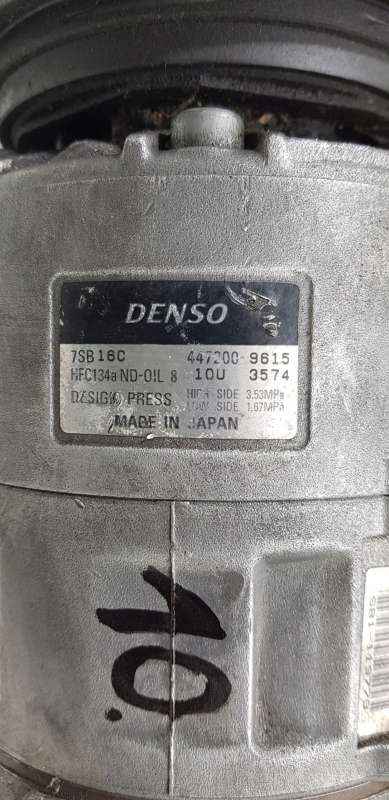 DENSO
7SB16C 447200-9615
HFC134a ND-OIL 8 10U 3574
DESIGN PRESS HIGH SIDE 3.53MPa
LOW SIDE 1.67MPa
MADE IN JAPAN
10.